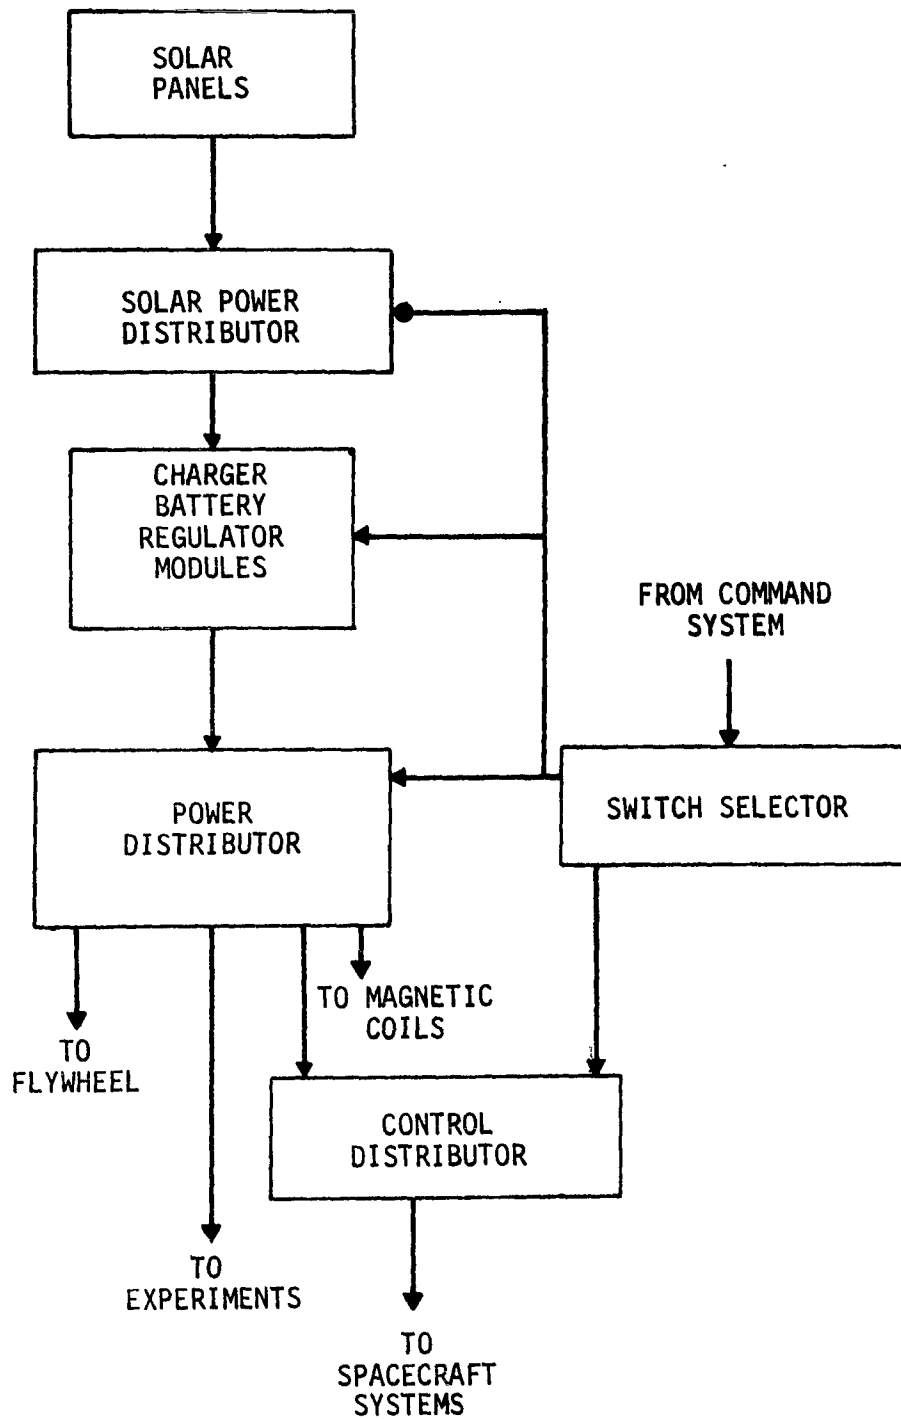 SOLAR
PANELS
SOLAR POWER
DISTRIBUTOR
CHARGER
BATTERY
REGULATOR
MODULES
FROM COMMAND
SYSTEM
POWER
DISTRIBUTOR
SWITCH SELECTOR
TO MAGNETIC
COILS
TO
FLYWHEEL
CONTROL
DISTRIBUTOR
TO
EXPERIMENTS
TO
SPACECRAFT
SYSTEMS